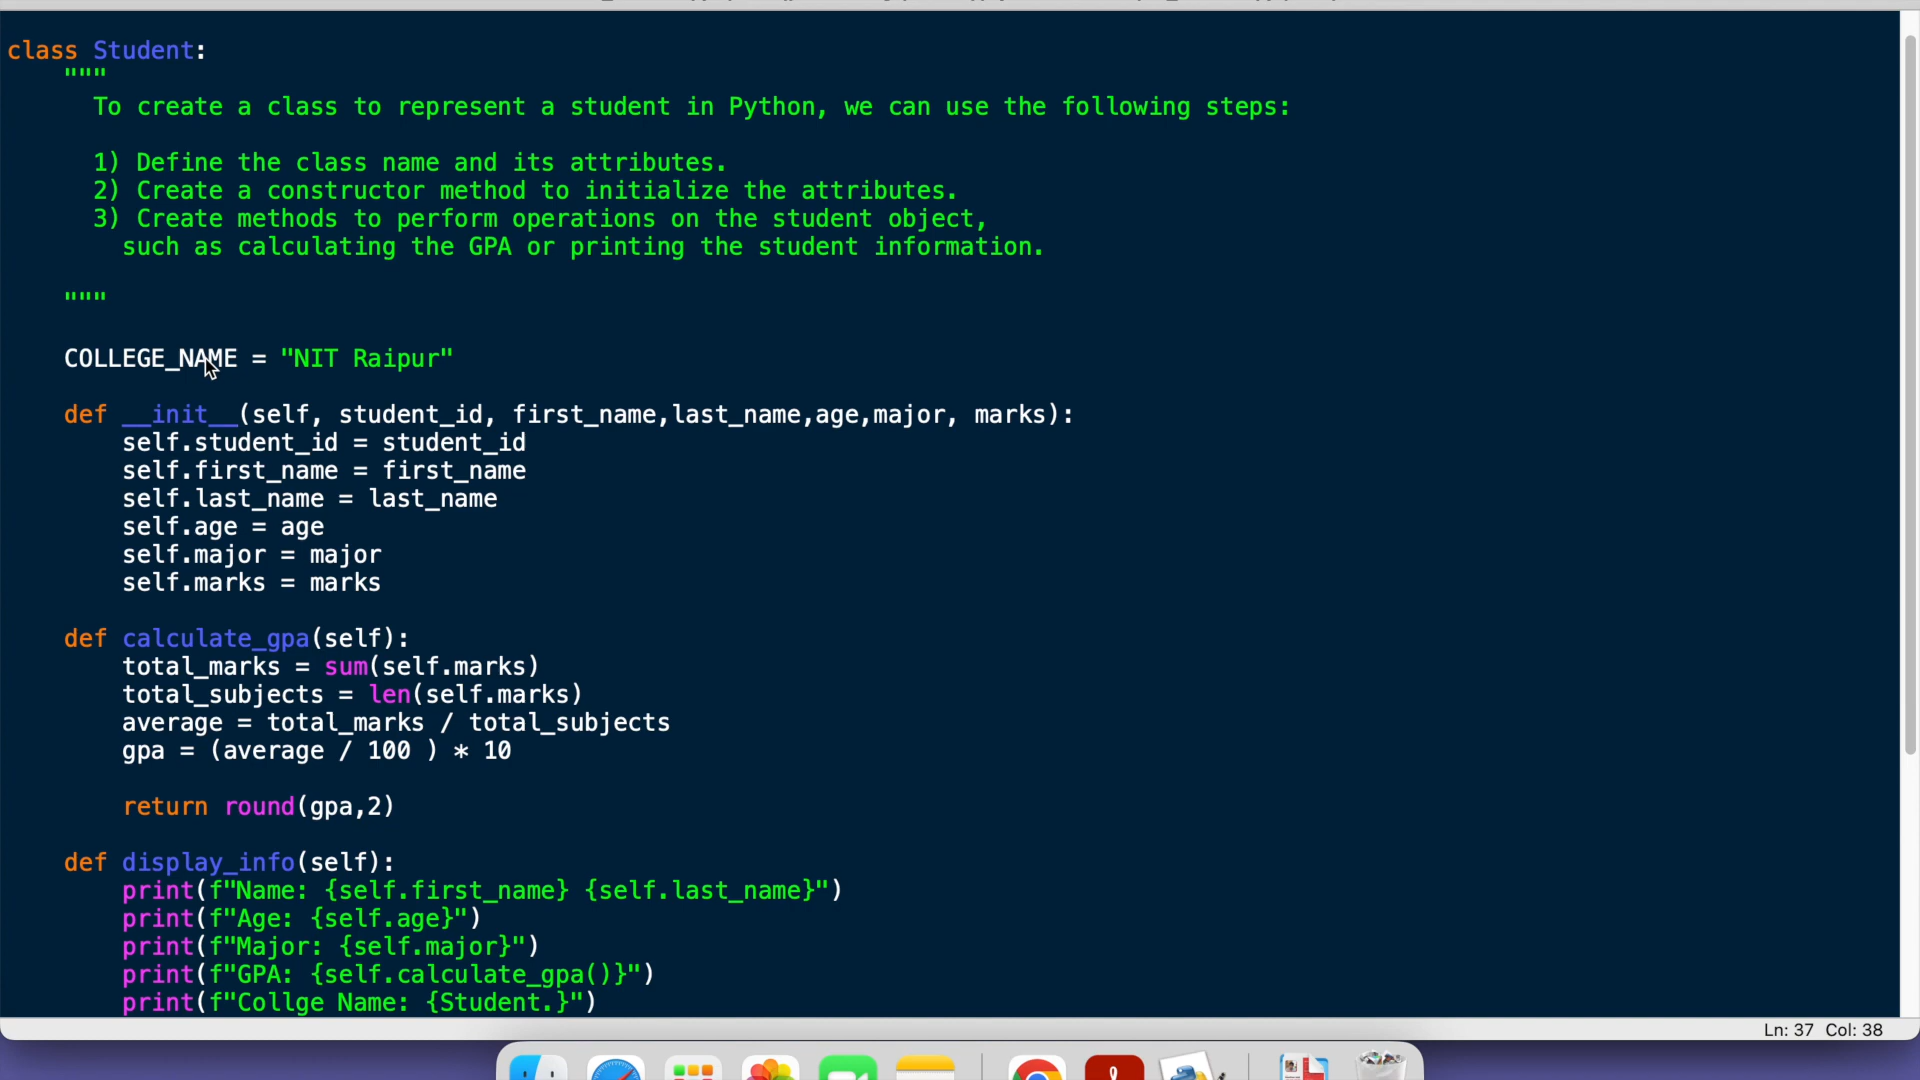 class Student:
"""
To create a class to represent a student in Python, we can use the following steps:
1) Define the class name and its attributes.
2) Create a constructor method to initialize the attributes.
3) Create methods to perform operations on the student object,
such as calculating the GPA or printing the student information.
"""
COLLEGE_NAME = "NIT Raipur"
def __init__(self, student_id, first_name,last_name,age,major, marks):
self.student_id = student_id
self.first_name = first_name
self.last_name = last_name
self.age = age
self.major = major
self.marks = marks
def calculate_gpa(self):
total_marks = sum(self.marks)
total_subjects = len(self.marks)
average = total_marks / total_subjects
gpa = (average / 100 ) * 10
return round(gpa,2)
def display_info(self):
print(f"Name: {self.first_name} {self.last_name}")
print(f"Age: {self.age}")
print(f"Major: {self.major}")
print(f"GPA: {self.calculate_gpa()}")
print(f"Collge Name: {Student.}")
Ln: 37 Col: 38